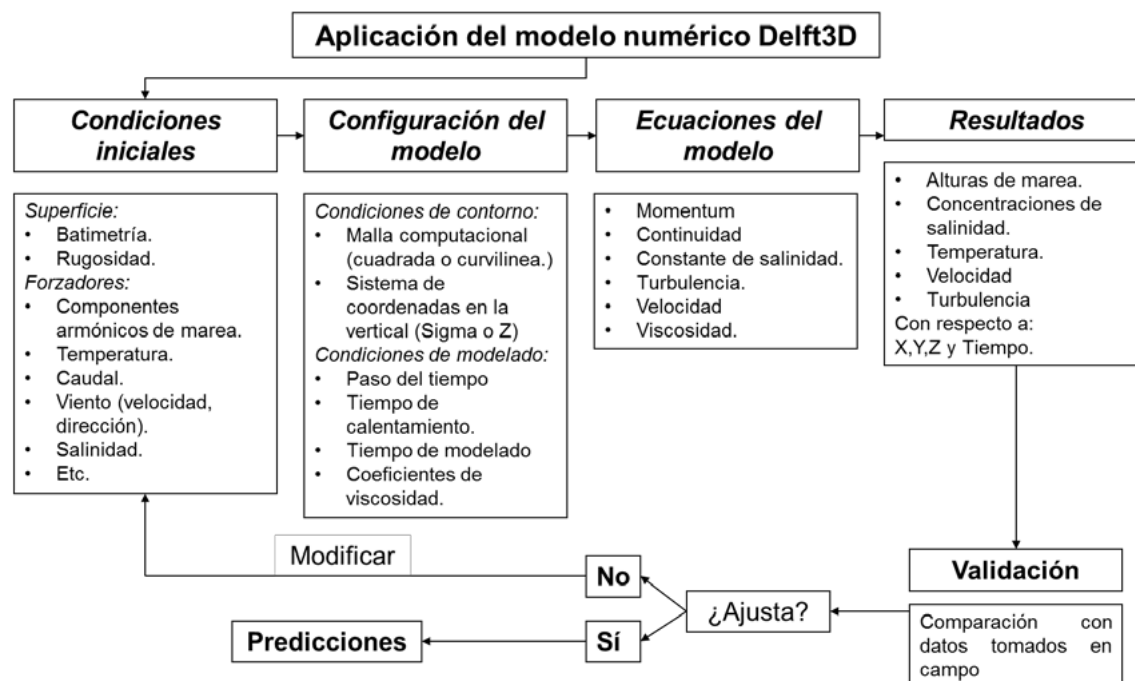 Aplicación del modelo numérico Delft3D
Condiciones
iniciales
Superficie:
• Batimetría.
• Rugosidad.
Forzadores:
• Componentes
armónicos de marea.
• Temperatura.
• Caudal.
• Viento (velocidad,
dirección).
• Salinidad.
• Etc.
Configuración del
modelo
Condiciones de contorno:
• Malla computacional
(cuadrada o curvilinea.)
• Sistema de
coordenadas en la
vertical (Sigma o Z)
Condiciones de modelado:
• Paso del tiempo
• Tiempo de
calentamiento.
• Tiempo de modelado
• Coeficientes de
viscosidad.
Ecuaciones del
modelo
• Momentum
• Continuidad
• Constante de salinidad.
• Turbulencia.
• Velocidad
• Viscosidad.
Resultados
• Alturas de marea.
• Concentraciones de
salinidad.
• Temperatura.
• Velocidad
• Turbulencia
Con respecto a:
X,Y,Z y Tiempo.
Validación
Comparación con
datos tomados en
campo
¿Ajusta?
No
Modificar
Sí
Predicciones